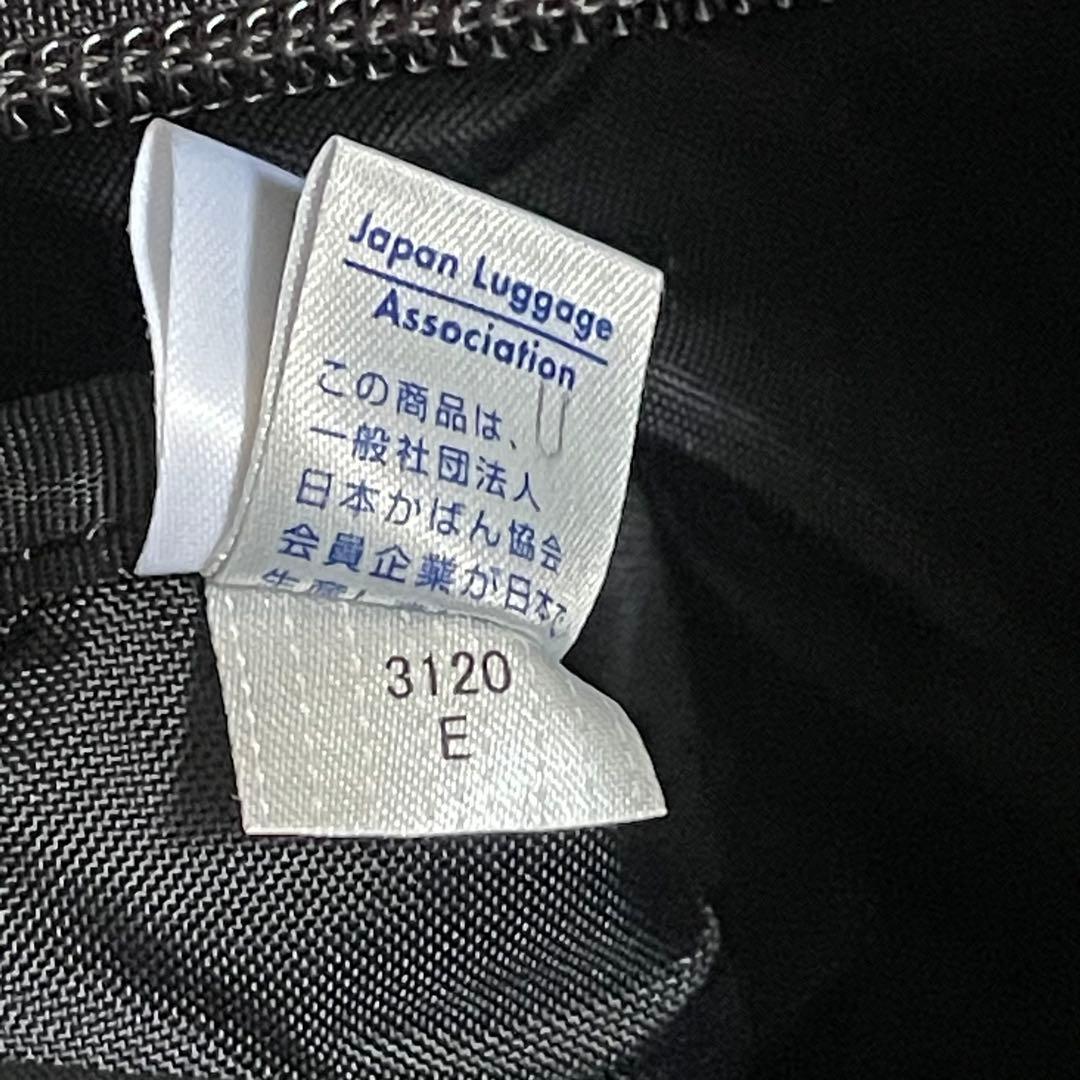 Japan Luggage
Association
この商品は、
一般社団法人
日本かばん協会
会員企業が日本で
3120
E